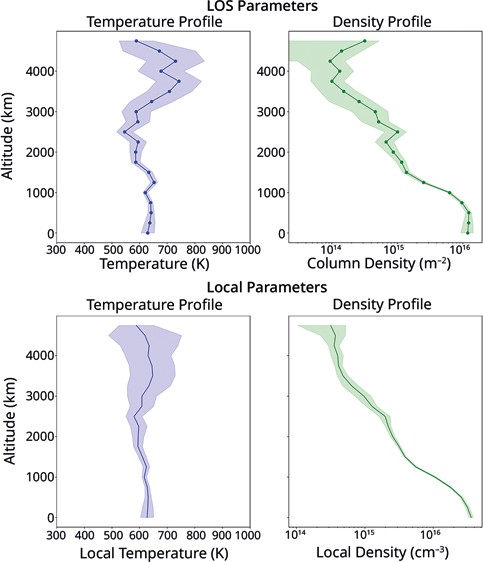 LOS Parameters
Temperature Profile Density Profile
Altitude (km)
4000
3000
2000
1000
0
300 400 500 600 700 800 900 1000
10¹⁴ 10¹⁵ 10¹⁶
Temperature (K) Column Density (m⁻²)
Local Parameters
Temperature Profile Density Profile
Altitude (km)
4000
3000
2000
1000
0
300 400 500 600 700 800 900 1000
10¹⁴ 10¹⁵ 10¹⁶
Local Temperature (K) Local Density (cm⁻³)